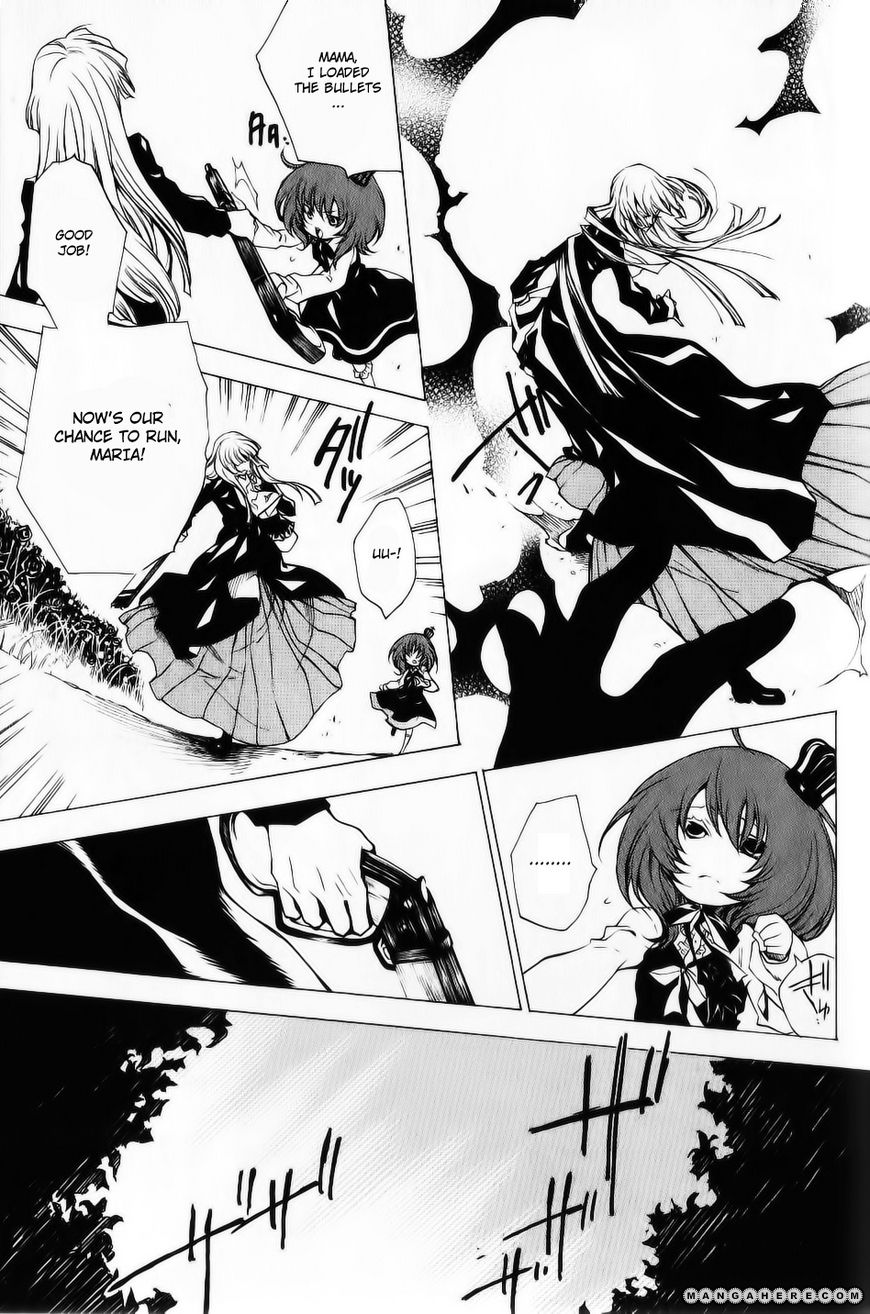 MAMA,
I LOADED
THE BULLETS
...
GOOD
JOB!
NOW'S OUR
CHANCE TO RUN,
MARIA!
UU-!
........
MANGAHERE.COM